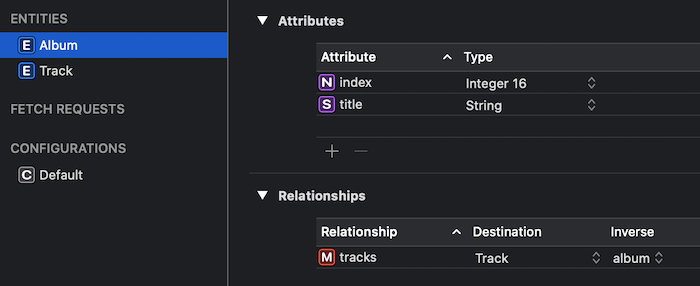 ENTITIES
E Album
E Track
FETCH REQUESTS
CONFIGURATIONS
C Default
Attributes
Attribute Type
N index Integer 16
S title String
Relationships
Relationship Destination Inverse
M tracks Track album